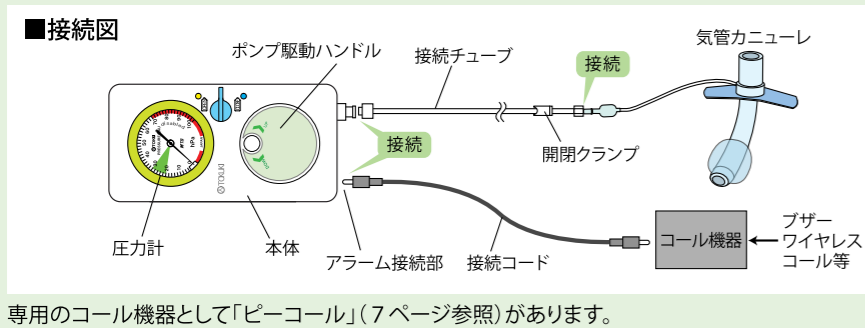 ■接続図
ポンプ駆動ハンドル
接続チューブ
接続
気管カニューレ
接続
開閉クランプ
圧力計
本体
アラーム接続部
接続コード
コール機器
ブザー
ワイヤレス
コール等
専用のコール機器として「ピーコール」(7ページ参照)があります。